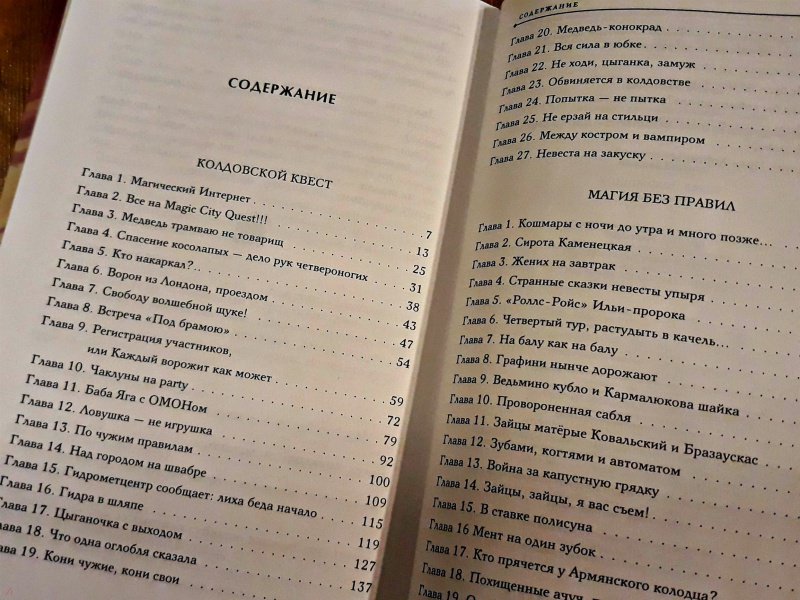 СОДЕРЖАНИЕ
КОЛДОВСКОЙ КВЕСТ
Глава 1. Магический Интернет . . . . . . . . . . 7
Глава 2. Все на Magic City Quest!!! . . . . . . . . . . 13
Глава 3. Медведь трамваю не товарищ . . . . . . . . . . 25
Глава 4. Спасение косолапых — дело рук четвероногих . . . 31
Глава 5. Кто накаркал? . . . . . . . . . . 38
Глава 6. Ворон из Лондона, проездом . . . . . . . . . . 43
Глава 7. Свободу волшебной щуке! . . . . . . . . . . 47
Глава 8. Встреча «Под брамою» . . . . . . . . . . 54
Глава 9. Регистрация участников,
или Каждый ворожит как может . . . . . . . . . . 59
Глава 10. Чаклуны на party . . . . . . . . . . 72
Глава 11. Баба Яга с ОМОНом . . . . . . . . . . 79
Глава 12. Ловушка — не игрушка . . . . . . . . . . 92
Глава 13. По чужим правилам . . . . . . . . . . 100
Глава 14. Над городом на швабре . . . . . . . . . . 109
Глава 15. Гидрометцентр сообщает: лиха беда начало . . . . 115
Глава 16. Гидра в шляпе . . . . . . . . . . 119
Глава 17. Цыганочка с выходом . . . . . . . . . . 127
Глава 18. Что одна оглобля сказала . . . . . . . . . . 137
Глава 19. Кони чужие, кони свои . . . . . . . . . .
СОДЕРЖАНИЕ
Глава 20. Медведь-конокрад . . . . . . . . . .
Глава 21. Вся сила в юбке . . . . . . . . . .
Глава 22. Не ходи, цыганка, замуж . . . . . . . . . .
Глава 23. Обвиняется в колдовстве . . . . . . . . . .
Глава 24. Попытка — не пытка . . . . . . . . . .
Глава 25. Не ерзай на стильци . . . . . . . . . .
Глава 26. Между костром и вампиром . . . . . . . . . .
Глава 27. Невеста на закуску . . . . . . . . . .
МАГИЯ БЕЗ ПРАВИЛ
Глава 1. Кошмары с ночи до утра и много позже...
Глава 2. Сирота Каменецкая . . . . . . . . . .
Глава 3. Жених на завтрак . . . . . . . . . .
Глава 4. Странные сказки невесты упыря . . . . . .
Глава 5. «Роллс-Ройс» Ильи-пророка . . . . . . . .
Глава 6. Четвертый тур, растудыть в качель... . . . .
Глава 7. На балу как на балу . . . . . . . . . .
Глава 8. Графини нынче дорожают . . . . . . . . . .
Глава 9. Ведьмино кубло и Кармалюкова шайка . . . .
Глава 10. Провороненная сабля . . . . . . . . . .
Глава 11. Зайцы матёрые Ковальский и Бразаускас . . .
Глава 12. Зубами, когтями и автоматом . . . . . . . .
Глава 13. Война за капустную грядку . . . . . . . .
Глава 14. Зайцы, зайцы, я вас съем! . . . . . . . .
Глава 15. В ставке полисуна . . . . . . . . . .
Глава 16 Мент на один зубок . . . . . . . . . .
Глава 17. Кто прячется у Армянского колодца? . . . .
Глава 18. Похищенные
Глава 19.